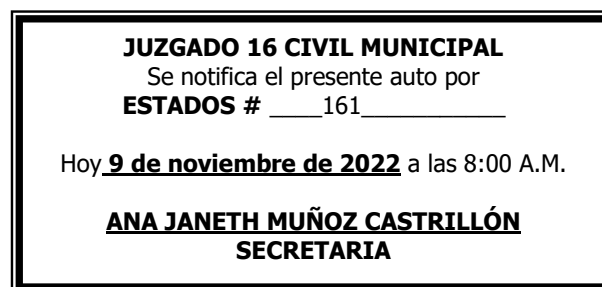 JUZGADO 16 CIVIL MUNICIPAL
Se notifica el presente auto por
ESTADOS # ____161___________
Hoy 9 de noviembre de 2022 a las 8:00 A.M.
ANA JANETH MUÑOZ CASTRILLÓN
SECRETARIA